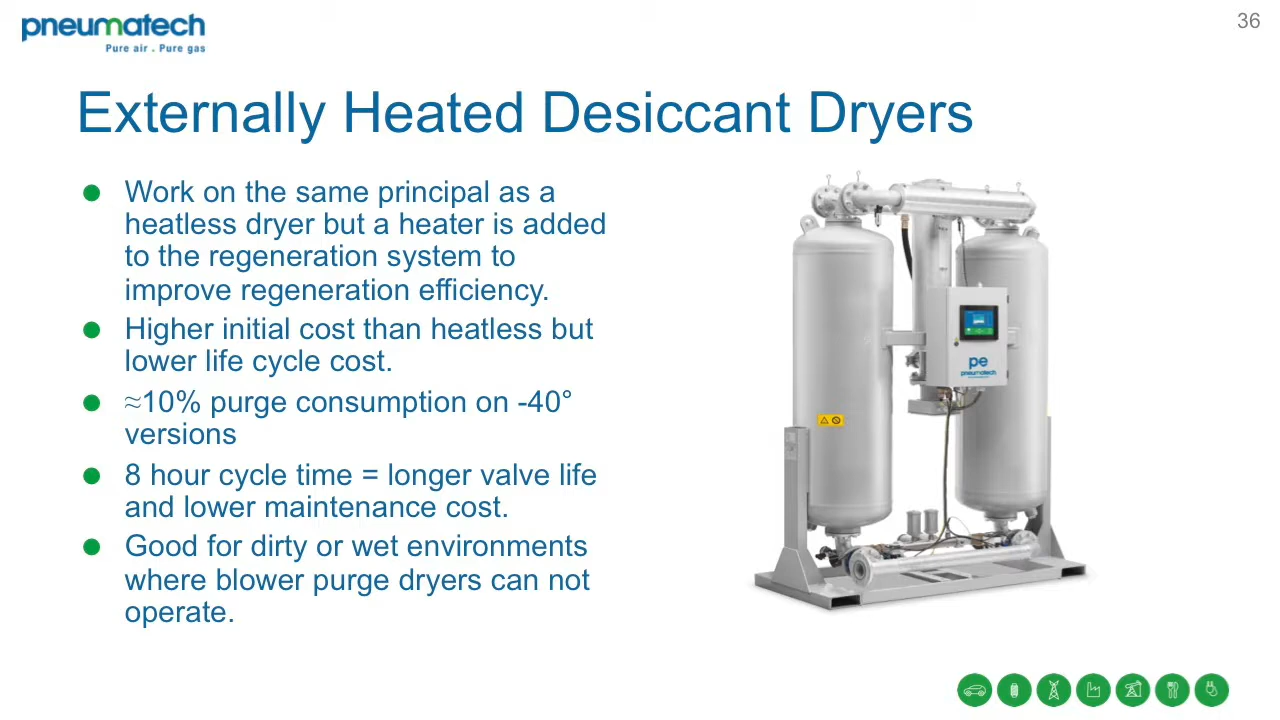 pneumatech
Pure air . Pure gas
36
Externally Heated Desiccant Dryers
Work on the same principal as a
heatless dryer but a heater is added
to the regeneration system to
improve regeneration efficiency.
Higher initial cost than heatless but
lower life cycle cost.
≈10% purge consumption on -40°
versions
8 hour cycle time = longer valve life
and lower maintenance cost.
Good for dirty or wet environments
where blower purge dryers can not
operate.
pe
pneumatech